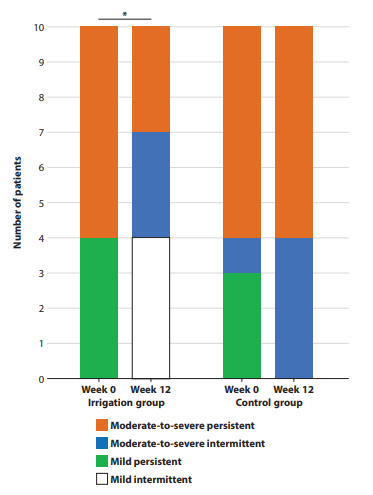 *
10
9
8
7
6
5
4
3
2
1
0
Number of patients
Week 0 Week 12 Week 0 Week 12
Irrigation group Control group
Moderate-to-severe persistent
Moderate-to-severe intermittent
Mild persistent
Mild intermittent